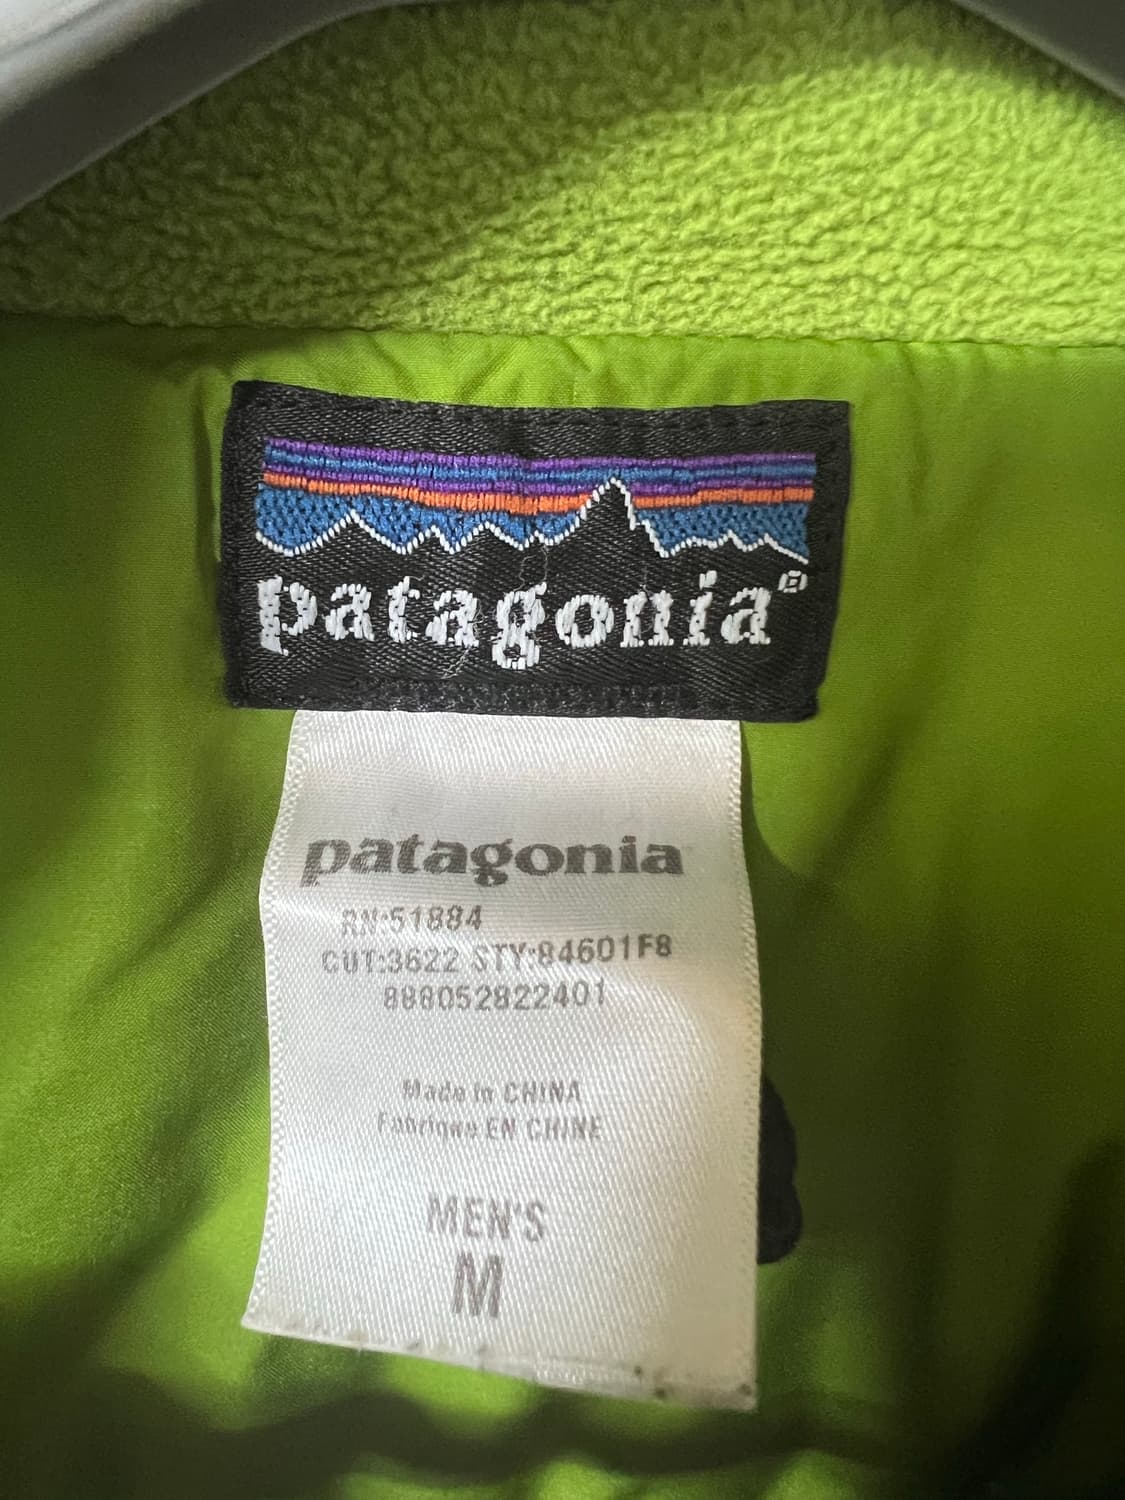 patagonia®
patagonia
RN:51884
CUT:3622 STY:84601F8
888052822401
Made in CHINA
Fabriqué EN CHINE
MEN'S
M